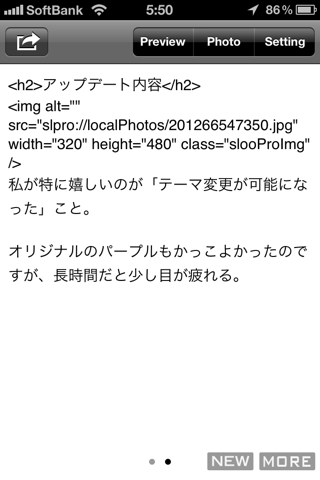 SoftBank 5:50 86%
Preview Photo Setting
<h2>アップデート内容</h2>
<img alt=""
src="slpro://localPhotos/201266547350.jpg"
width="320" height="480" class="slooProImg"
/>
私が特に嬉しいのが「テーマ変更が可能にな
った」こと。
オリジナルのパープルもかっこよかったので
すが、長時間だと少し目が疲れる。
NEW MORE